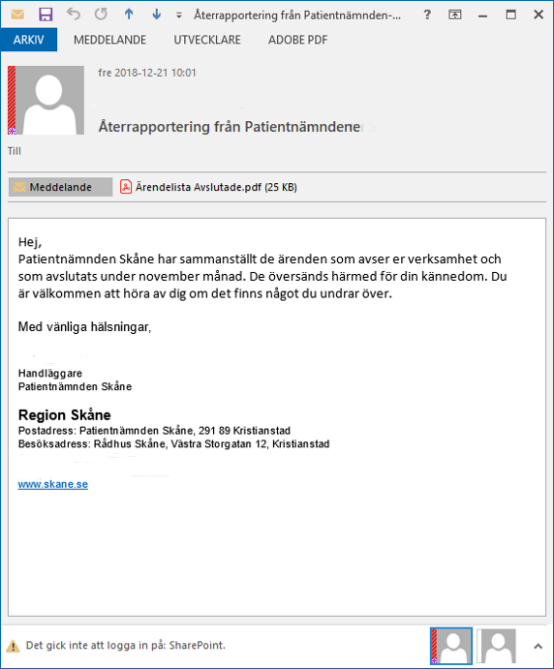 Återrapportering från Patientnämnden-...
?
ARKIV MEDDELANDE UTVECKLARE ADOBE PDF
fre 2018-12-21 10:01
Återrapportering från Patientnämndene
Till
Meddelande Ärendelista Avslutade.pdf (25 KB)
Hej,
Patientnämnden Skåne har sammanställt de ärenden som avser er verksamhet och
som avslutats under november månad. De översänds härmed för din kännedom. Du
är välkommen att höra av dig om det finns något du undrar över.
Med vänliga hälsningar,
Handläggare
Patientnämnden Skåne
Region Skåne
Postadress: Patientnämnden Skåne, 291 89 Kristianstad
Besöksadress: Rådhus Skåne, Västra Storgatan 12, Kristianstad
www.skane.se
Det gick inte att logga in på: SharePoint.